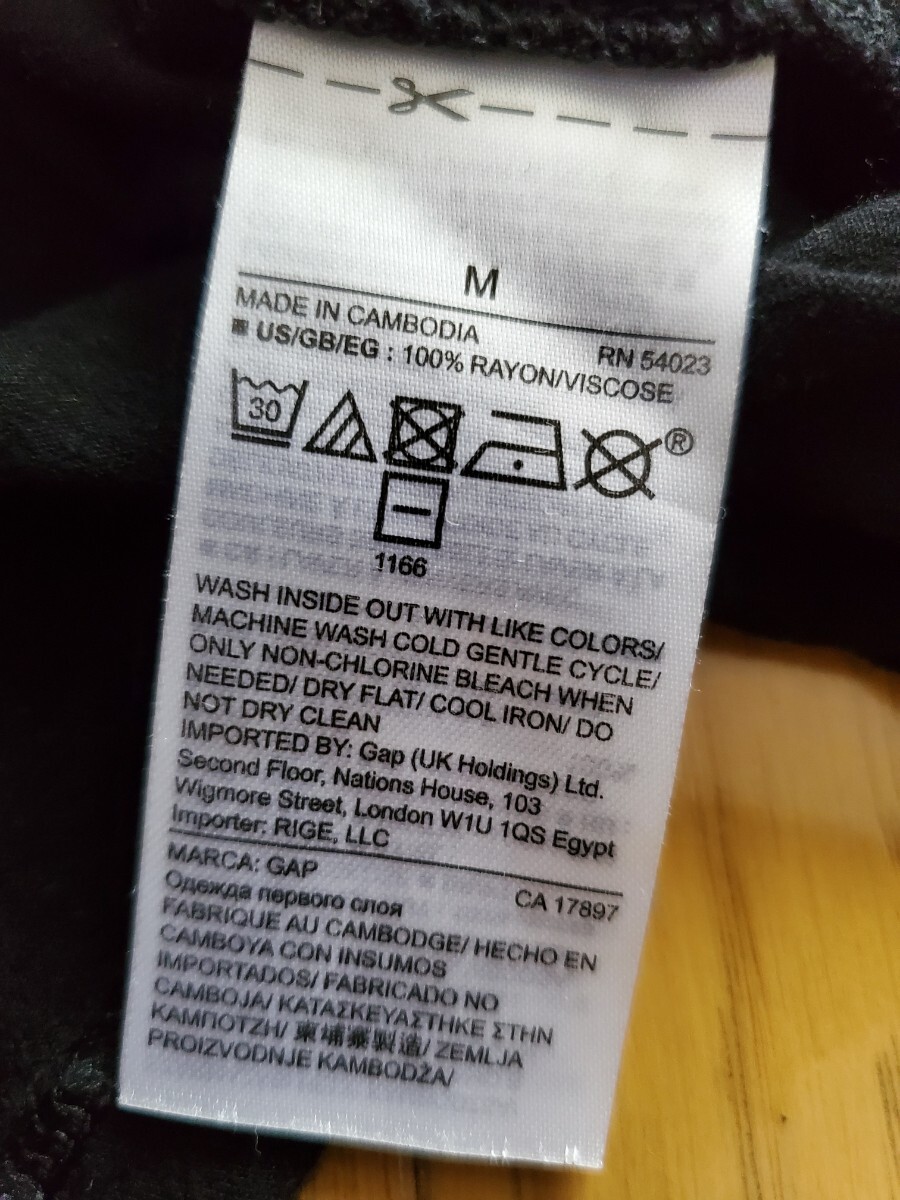 M
MADE IN CAMBODIA RN 54023
US/GB/EG : 100% RAYON/VISCOSE
30
®
1166
WASH INSIDE OUT WITH LIKE COLORS/
MACHINE WASH COLD GENTLE CYCLE/
ONLY NON-CHLORINE BLEACH WHEN
NEEDED/ DRY FLAT/ COOL IRON/ DO
NOT DRY CLEAN
IMPORTED BY: Gap (UK Holdings) Ltd.
Second Floor, Nations House, 103
Wigmore Street, London W1U 1QS Egypt
Importer: RIGE, LLC
MARCA: GAP CA 17897
Одежда первого слоя
FABRIQUE AU CAMBODGE/ HECHO EN
CAMBOYA CON INSUMOS
IMPORTADOS/ FABRICADO NO
CAMBOJA/ ΚΑΤΑΣΚΕΥΑΣΤΗΚΕ ΣΤΗΝ
ΚΑΜΠΟΤΖΗ/ 柬埔寨製造/ ZEMLJA
PROIZVODNJE KAMBODŽA/